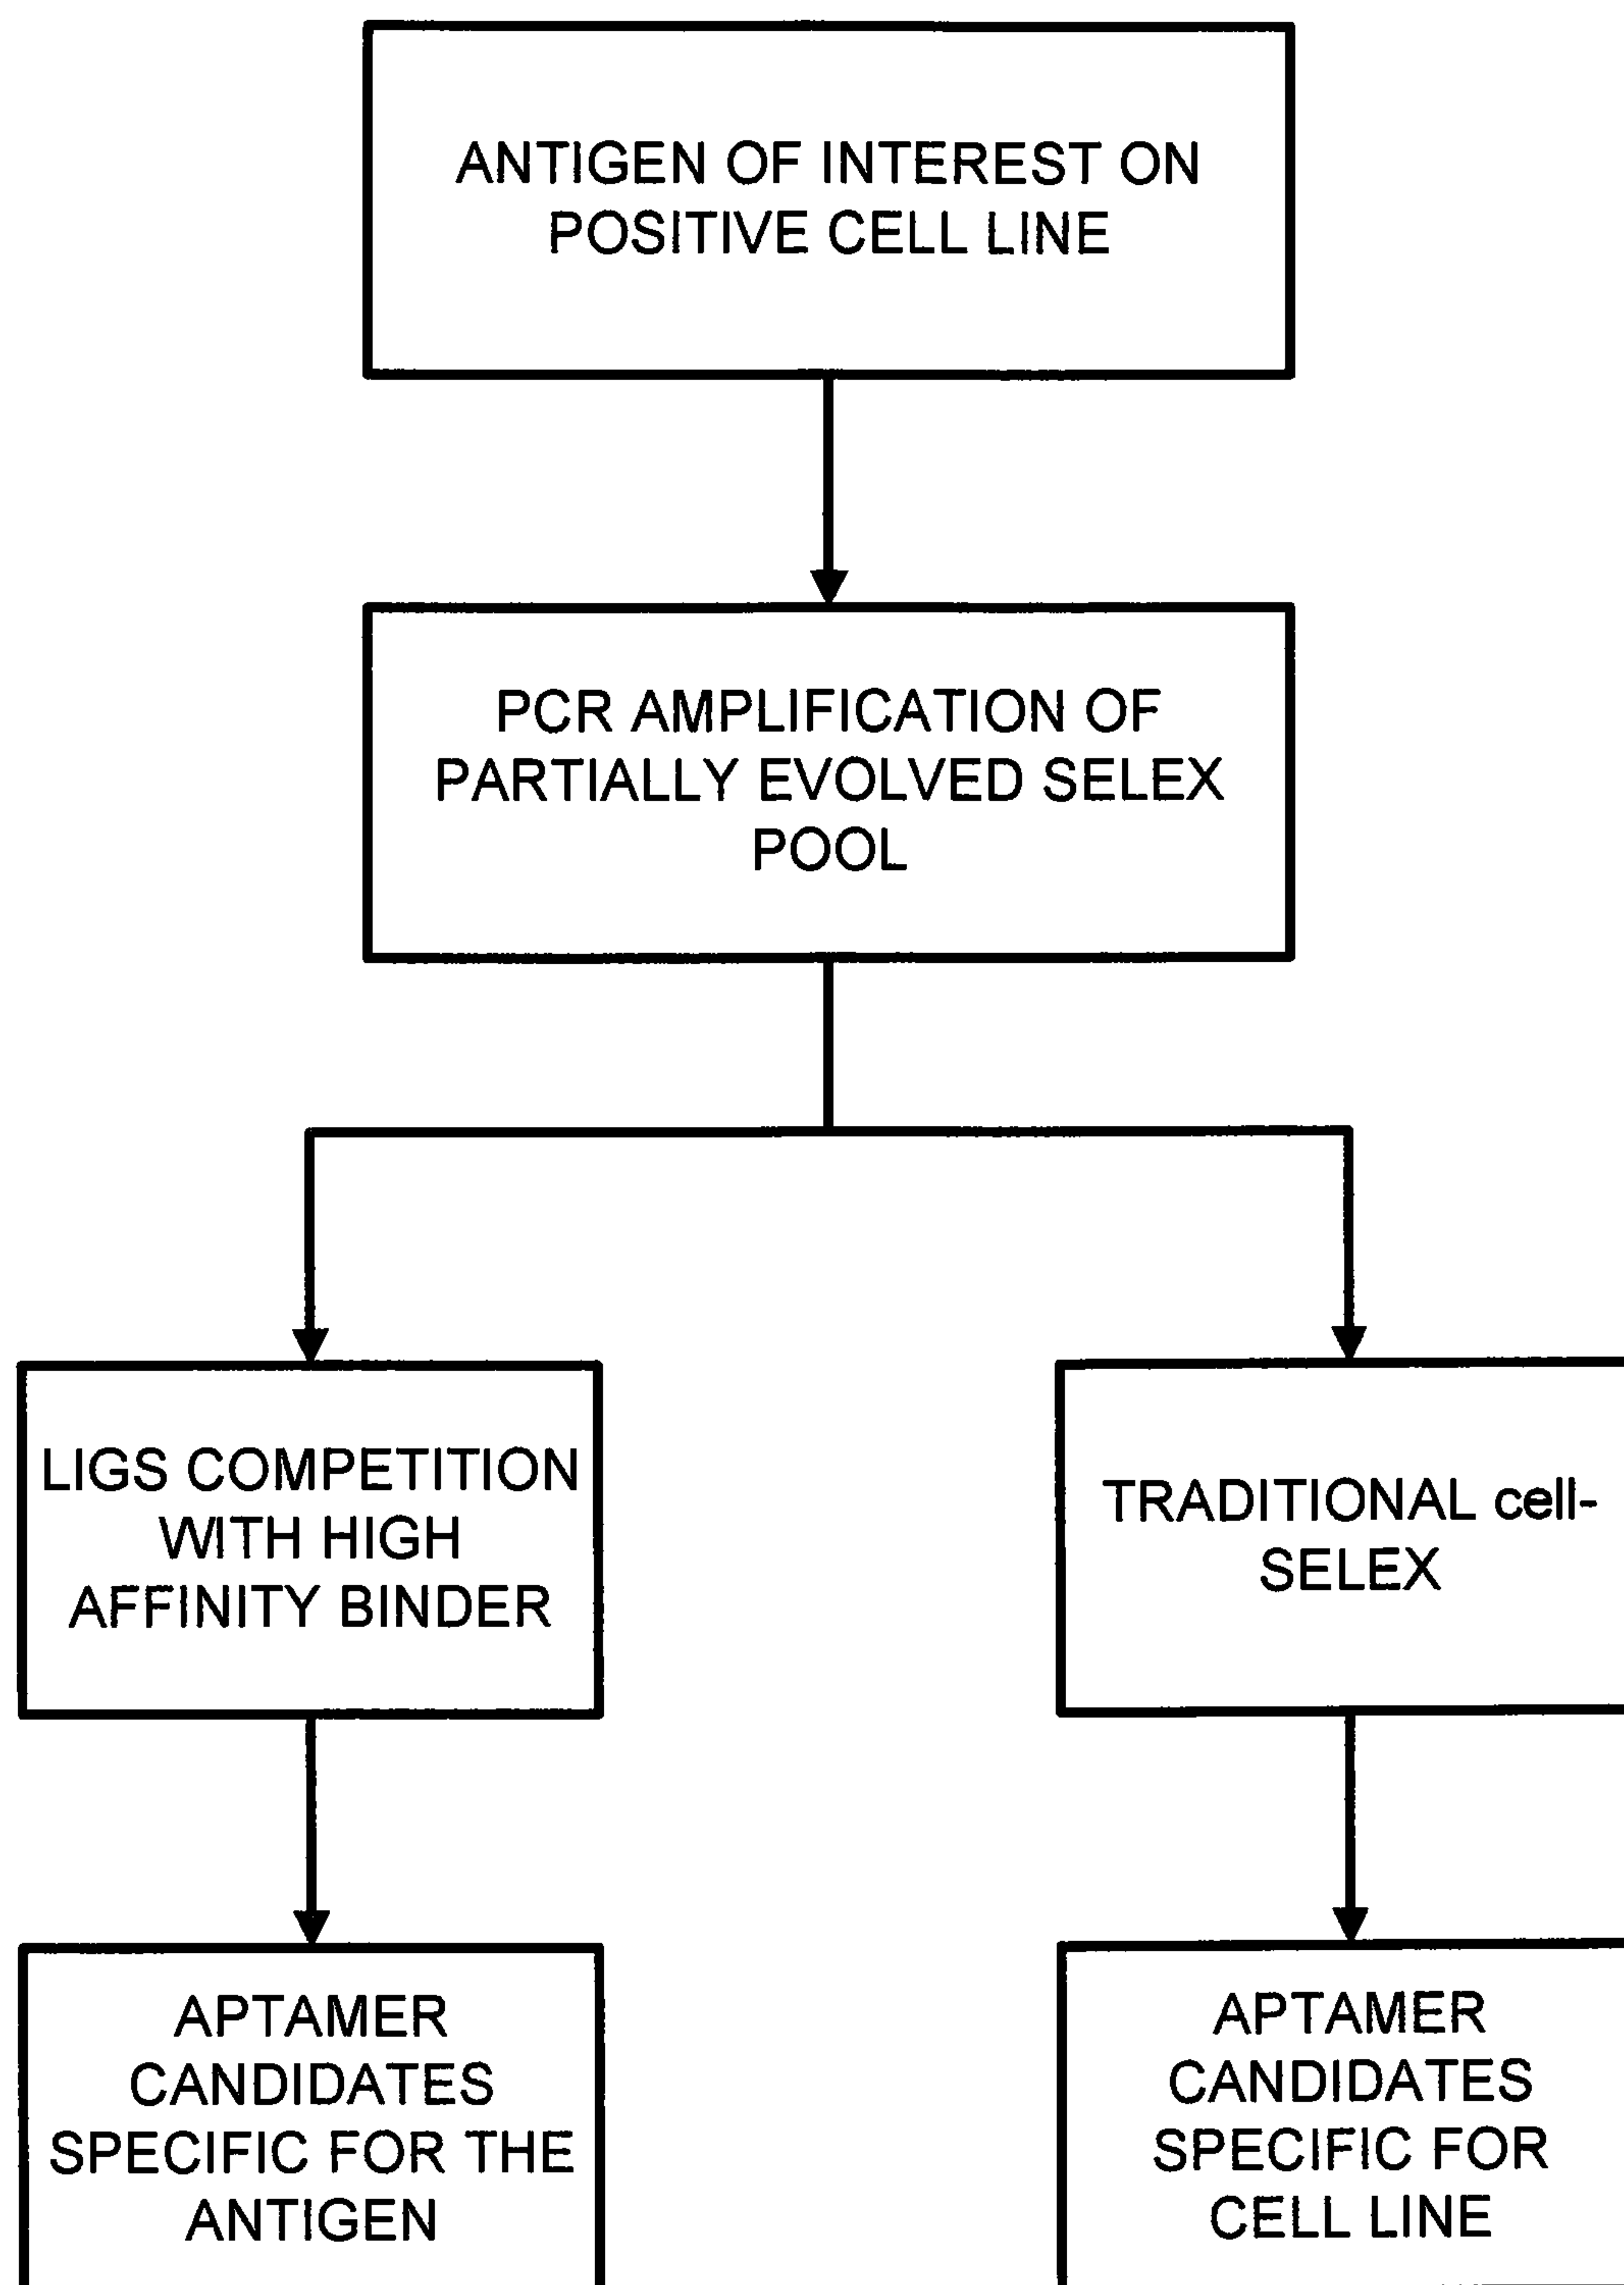 ANTIGEN OF INTEREST ON
POSITIVE CELL LINE
PCR AMPLIFICATION OF
PARTIALLY EVOLVED SELEX
POOL
LIGS COMPETITION
WITH HIGH
AFFINITY BINDER
TRADITIONAL cell-
SELEX
APTAMER
CANDIDATES
SPECIFIC FOR THE
ANTIGEN
APTAMER
CANDIDATES
SPECIFIC FOR
CELL LINE